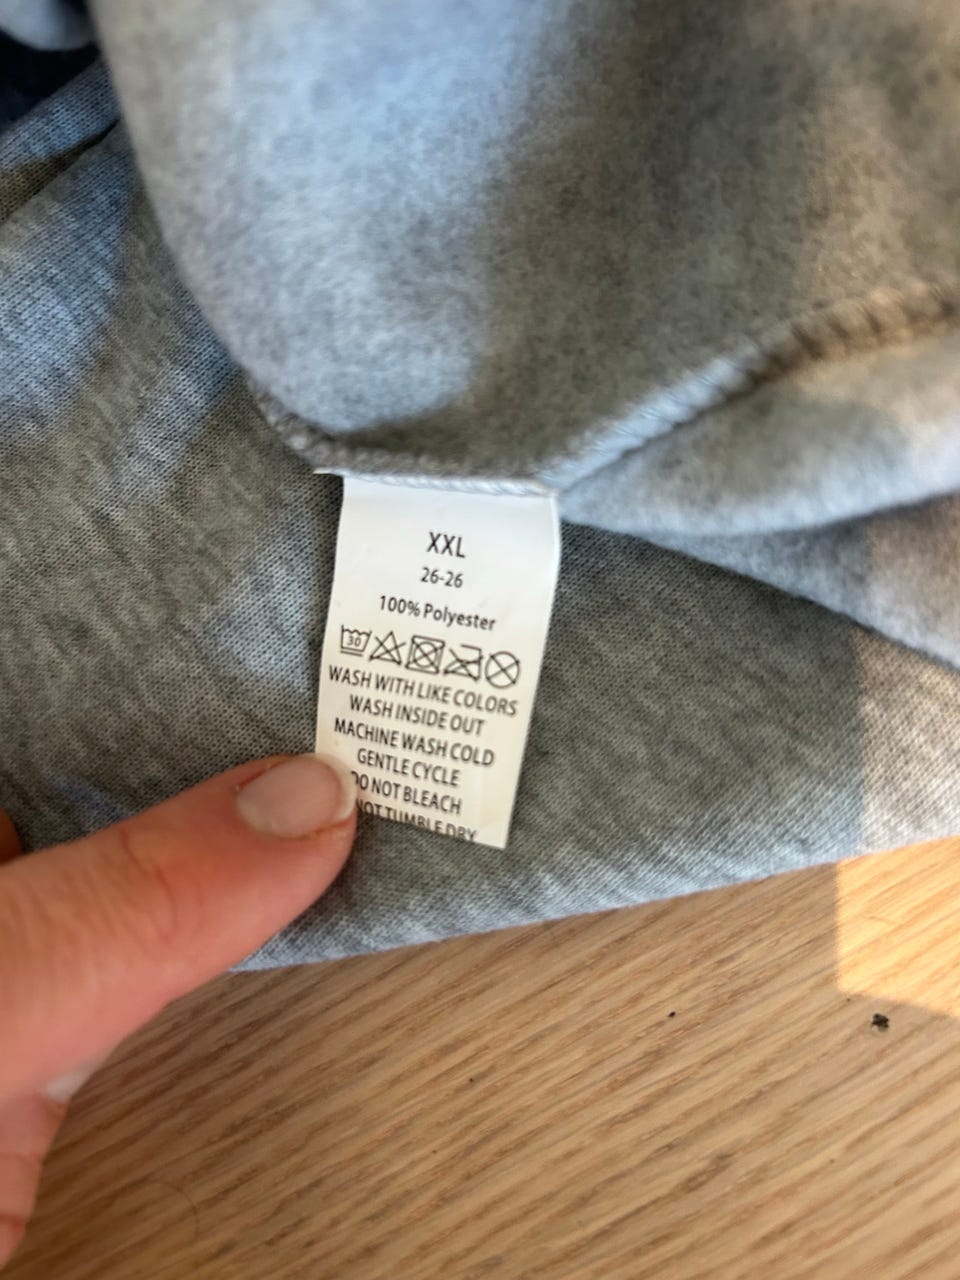 XXL
26-26
100% Polyester
30
WASH WITH LIKE COLORS
WASH INSIDE OUT
MACHINE WASH COLD
GENTLE CYCLE
DO NOT BLEACH
NOT TUMBLE DRY